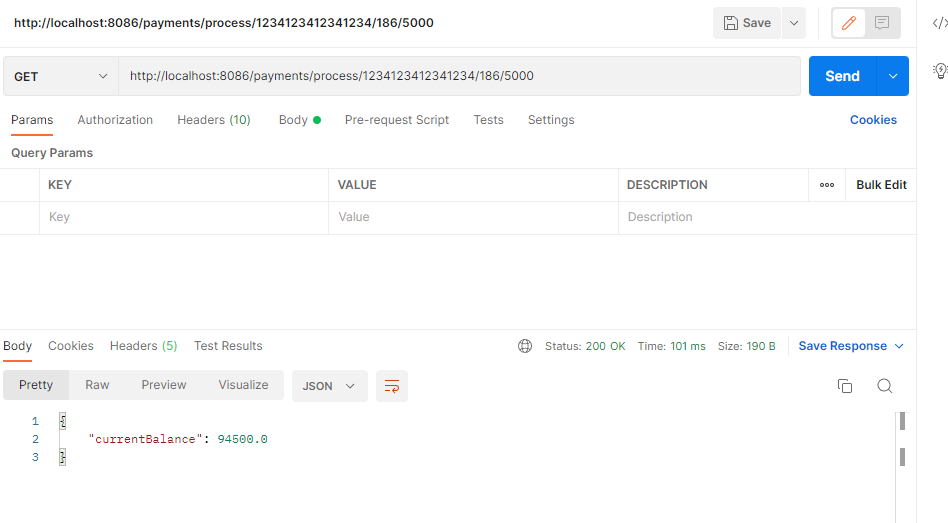 http://localhost:8086/payments/process/1234123412341234/186/5000
Save
GET
http://localhost:8086/payments/process/1234123412341234/186/5000
Send
Params Authorization Headers (10) Body Pre-request Script Tests Settings Cookies
Query Params
KEY VALUE DESCRIPTION Bulk Edit
Key Value Description
Body Cookies Headers (5) Test Results Status: 200 OK Time: 101 ms Size: 190 B Save Response
Pretty Raw Preview Visualize JSON
1 {
2 "currentBalance": 94500.0
3 }